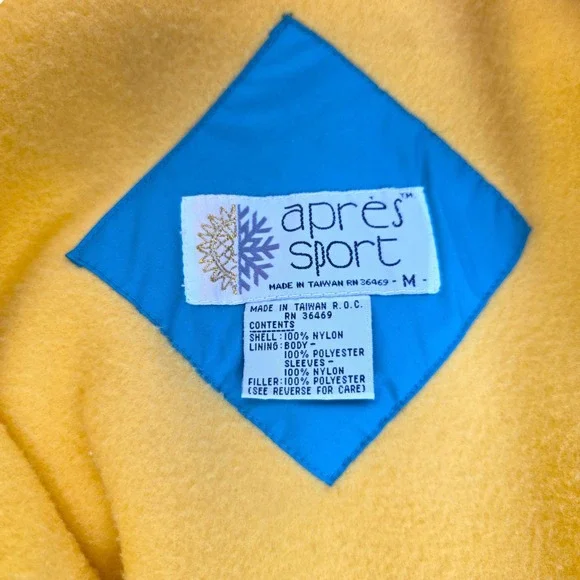 après™
sport
MADE IN TAIWAN RN 36469 - M -
MADE IN TAIWAN R.O.C.
RN 36469
CONTENTS
SHELL:100% NYLON
LINING:BODY-
100% POLYESTER
SLEEVES-
100% NYLON
FILLER:100% POLYESTER
(SEE REVERSE FOR CARE)